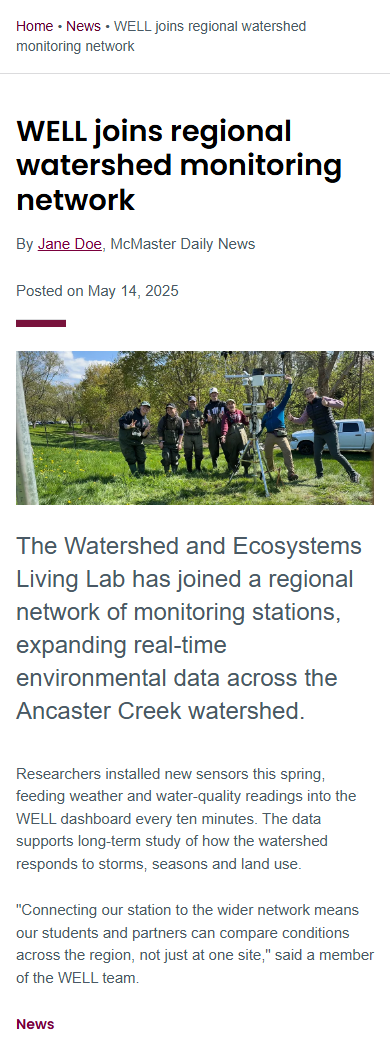 Home • News • WELL joins regional watershed
monitoring network
WELL joins regional
watershed monitoring
network
By Jane Doe, McMaster Daily News
Posted on May 14, 2025
The Watershed and Ecosystems
Living Lab has joined a regional
network of monitoring stations,
expanding real-time
environmental data across the
Ancaster Creek watershed.
Researchers installed new sensors this spring,
feeding weather and water-quality readings into the
WELL dashboard every ten minutes. The data
supports long-term study of how the watershed
responds to storms, seasons and land use.
"Connecting our station to the wider network means
our students and partners can compare conditions
across the region, not just at one site," said a member
of the WELL team.
News